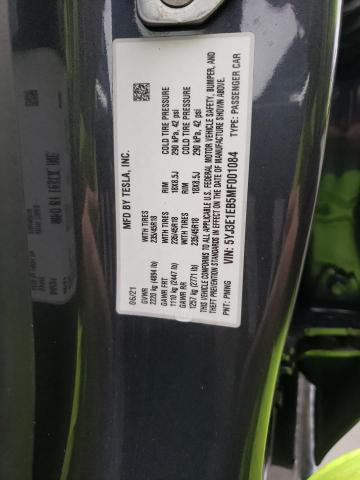 MFD BY TESLA, INC.
06/21
GVWR
2220 kg (4894 lb)
GAWR FRT WITH TIRES RIM COLD TIRE PRESSURE
1110 kg (2447 lb) 235/45R18 18X8.5J 290 kPa, 42 psi
GAWR RR WITH TIRES RIM COLD TIRE PRESSURE
1257 kg (2771 lb) 235/45R18 18X8.5J 290 kPa, 42 psi
THIS VEHICLE CONFORMS TO ALL APPLICABLE U.S. FEDERAL MOTOR VEHICLE SAFETY, BUMPER, AND
THEFT PREVENTION STANDARDS IN EFFECT ON THE DATE OF MANUFACTURE SHOWN ABOVE.
VIN: 5YJ3E1EB5MF001084 TYPE: PASSENGER CAR
PNT: PMNG